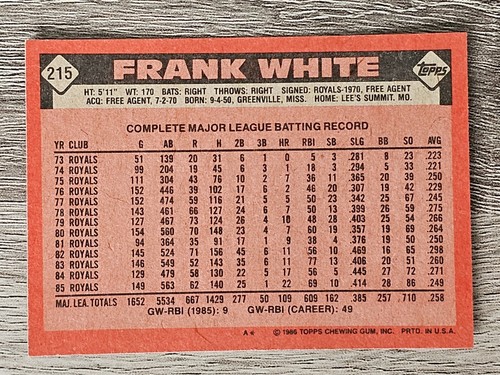 215
FRANK WHITE
topps
HT: 5'11" WT: 170 BATS: RIGHT THROWS: RIGHT SIGNED: ROYALS-1970, FREE AGENT
ACQ: FREE AGENT, 7-2-70 BORN: 9-4-50, GREENVILLE, MISS. HOME: LEE'S SUMMIT, MO.
COMPLETE MAJOR LEAGUE BATTING RECORD
YR CLUB G AB R H 2B 3B HR RBI SB SLG BB SO AVG
73 ROYALS 51 139 20 31 6 1 0 5 3 .281 8 23 .223
74 ROYALS 99 204 19 45 6 3 1 18 3 .294 5 33 .221
75 ROYALS 111 304 43 76 10 2 7 36 11 .365 20 39 .250
76 ROYALS 152 446 39 102 17 6 2 46 20 .307 19 42 .229
77 ROYALS 152 474 59 116 21 5 5 50 23 .342 25 67 .245
78 ROYALS 143 461 66 127 24 6 7 50 13 .399 26 59 .275
79 ROYALS 127 467 73 124 26 4 10 48 28 .403 25 54 .266
80 ROYALS 154 560 70 148 23 4 7 60 19 .357 19 69 .264
81 ROYALS 94 364 35 91 17 1 9 38 4 .376 19 50 .250
82 ROYALS 145 524 71 156 45 6 11 56 10 .469 16 65 .298
83 ROYALS 146 549 52 143 35 6 11 77 13 .406 20 51 .260
84 ROYALS 129 479 58 130 22 5 17 56 5 .445 27 72 .271
85 ROYALS 149 563 62 140 25 1 22 69 10 .414 28 86 .249
MAJ. LEA. TOTALS 1652 5534 667 1429 277 50 109 609 162 .385 257 710 .258
GW-RBI (1985): 9 GW-RBI (CAREER): 49
A* © 1986 TOPPS CHEWING GUM, INC. PRTD. IN U.S.A.